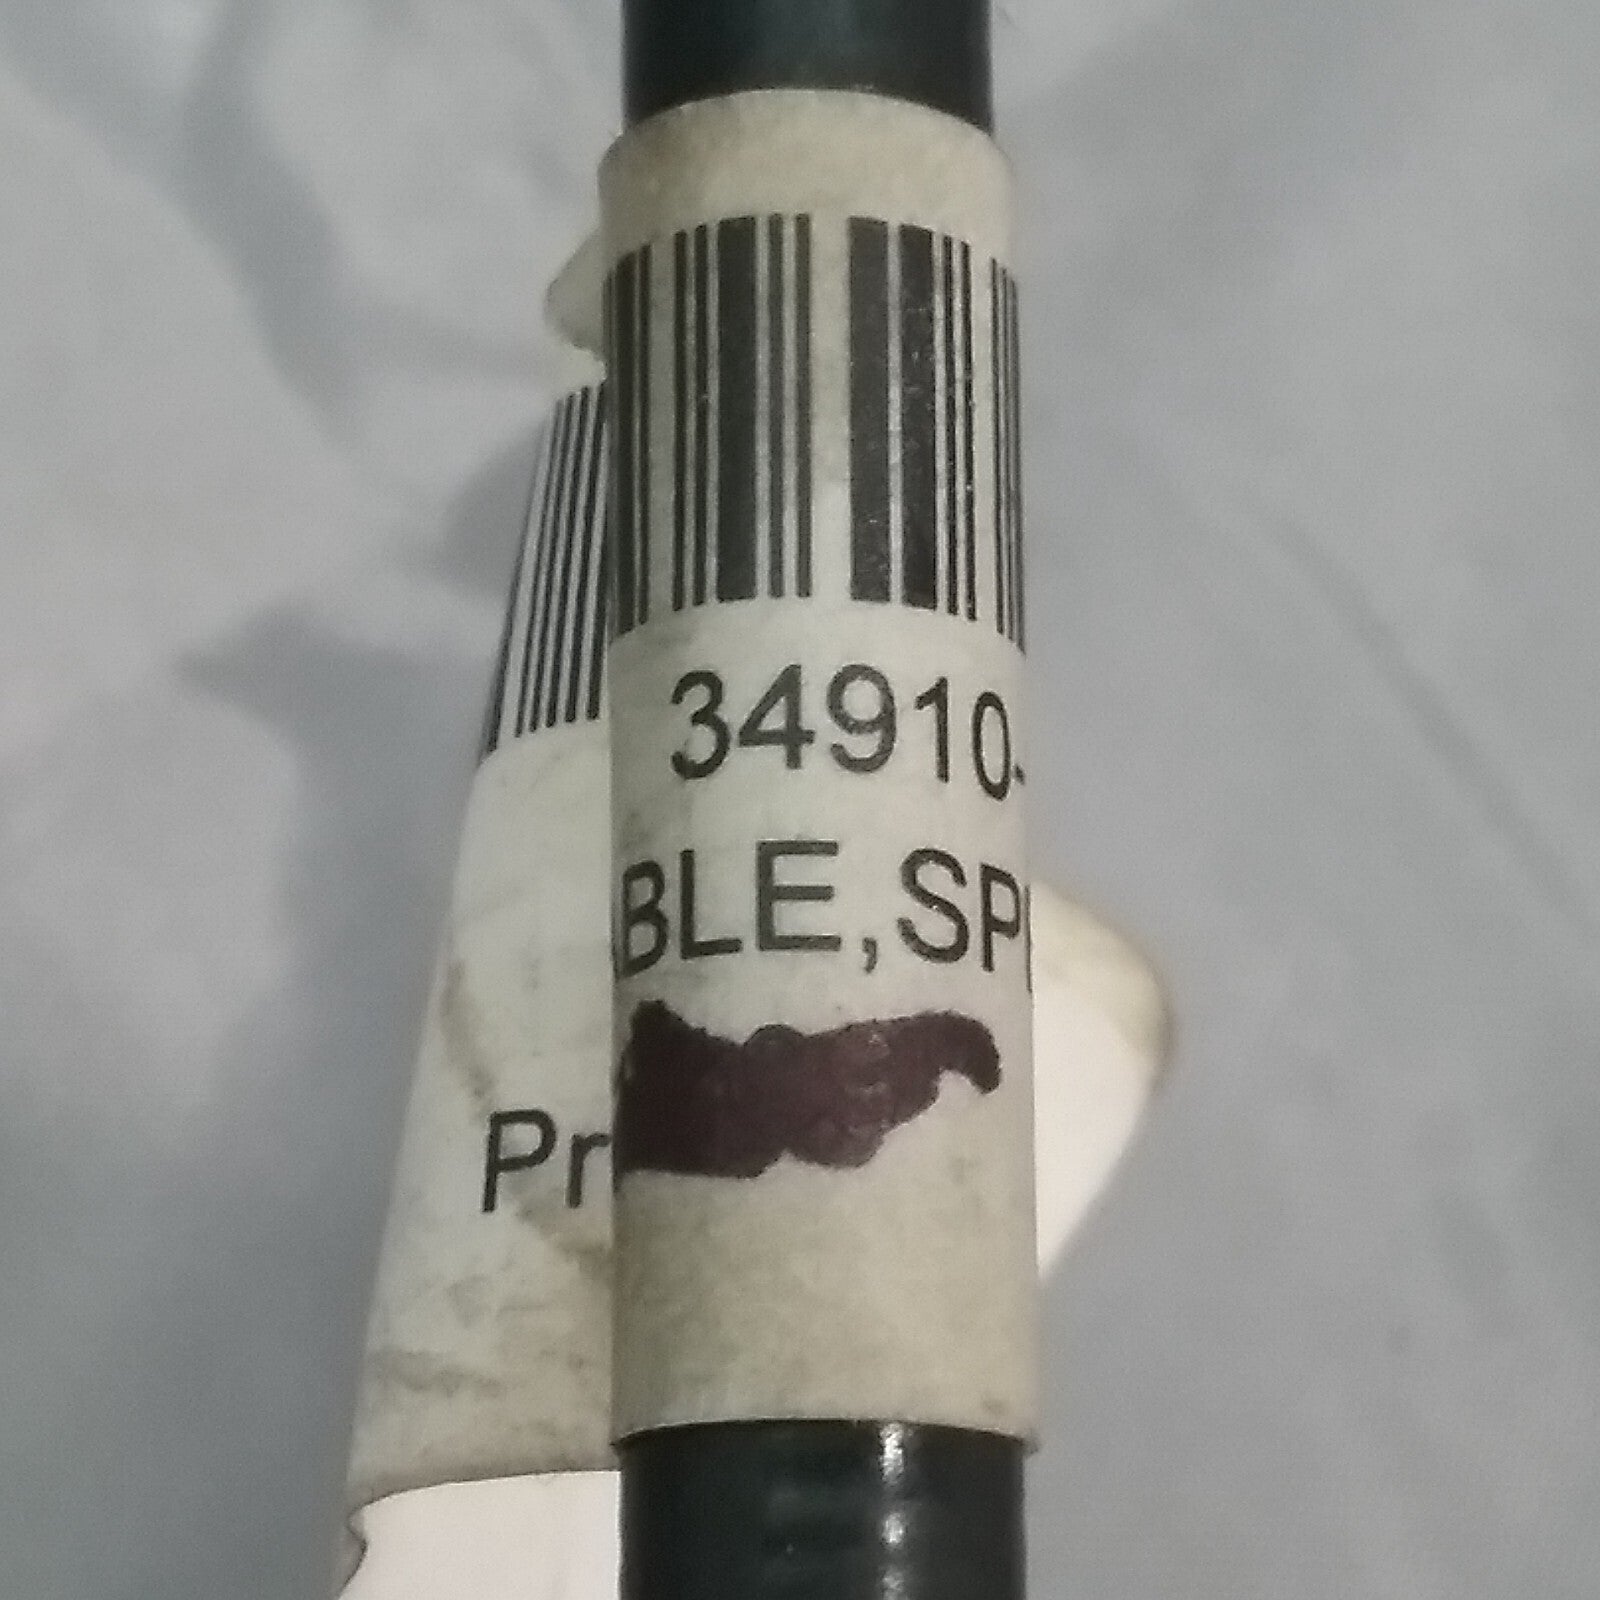 34910-
ABLE,SP
Pr